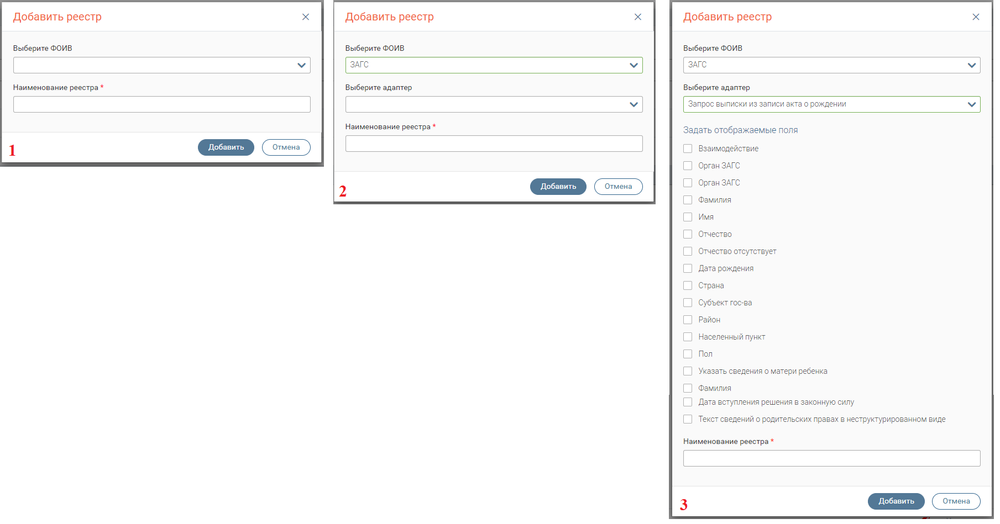 Добавить реестр
Выберите ФОИВ
Наименование реестра *
Добавить Отмена
1
Добавить реестр
Выберите ФОИВ
ЗАГС
Выберите адаптер
Наименование реестра *
Добавить Отмена
2
Добавить реестр
Выберите ФОИВ
ЗАГС
Выберите адаптер
Запрос выписки из записи акта о рождении
Задать отображаемые поля
Взаимодействие
Орган ЗАГС
Орган ЗАГС
Фамилия
Имя
Отчество
Отчество отсутствует
Дата рождения
Страна
Субъект гос-ва
Район
Населенный пункт
Пол
Указать сведения о матери ребенка
Фамилия
Дата вступления решения в законную силу
Текст сведений о родительских правах в неструктурированном виде
Наименование реестра *
Добавить Отмена
3